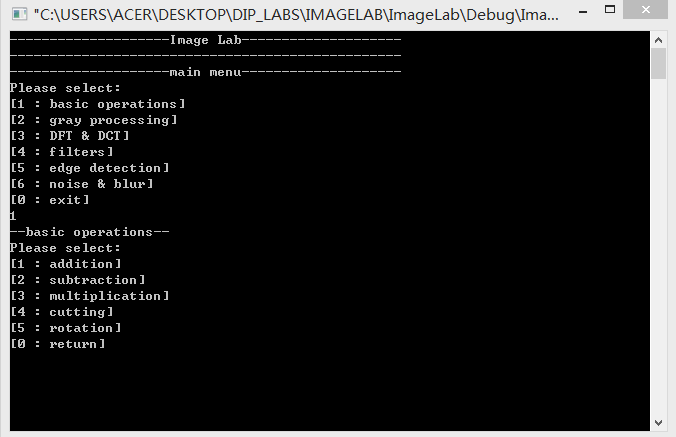 "C:\USERS\ACER\DESKTOP\DIP_LABS\IMAGELAB\ImageLab\Debug\Ima...
--------------------Image Lab--------------------
-------------------------------------------------
--------------------main menu--------------------
Please select:
[1 : basic operations]
[2 : gray processing]
[3 : DFT & DCT]
[4 : filters]
[5 : edge detection]
[6 : noise & blur]
[0 : exit]
1
--basic operations--
Please select:
[1 : addition]
[2 : subtraction]
[3 : multiplication]
[4 : cutting]
[5 : rotation]
[0 : return]